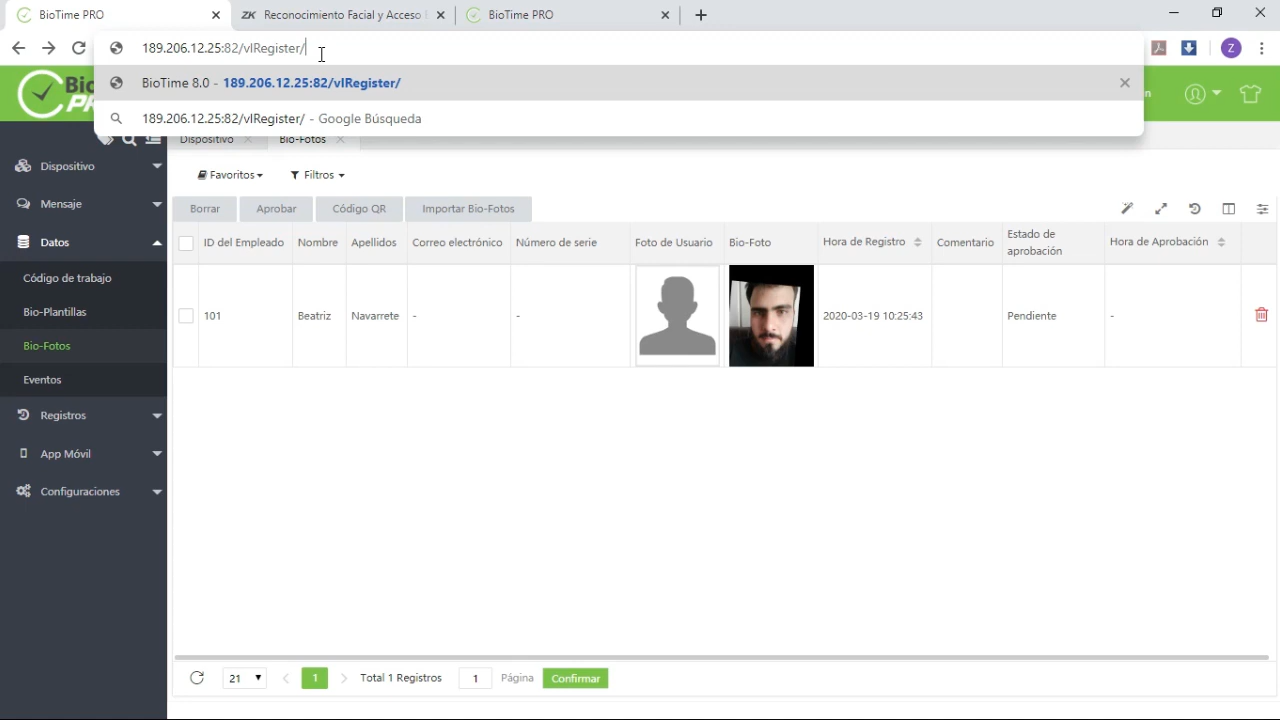 BioTime PRO
ZK Reconocimiento Facial y Acceso
BioTime PRO
189.206.12.25:82/vlRegister/
Z
BioTime 8.0 - 189.206.12.25:82/vlRegister/
189.206.12.25:82/vlRegister/ - Google Búsqueda
Dispositivo
Bio-Fotos
Dispositivo
Mensaje
Datos
Código de trabajo
Bio-Plantillas
Bio-Fotos
Eventos
Registros
App Móvil
Configuraciones
Favoritos
Filtros
Borrar
Aprobar
Código QR
Importar Bio-Fotos
ID del Empleado
Nombre
Apellidos
Correo electrónico
Número de serie
Foto de Usuario
Bio-Foto
Hora de Registro
Comentario
Estado de
aprobación
Hora de Aprobación
101
Beatriz
Navarrete
-
-
2020-03-19 10:25:43
Pendiente
-
21
1
Total 1 Registros
1
Página
Confirmar